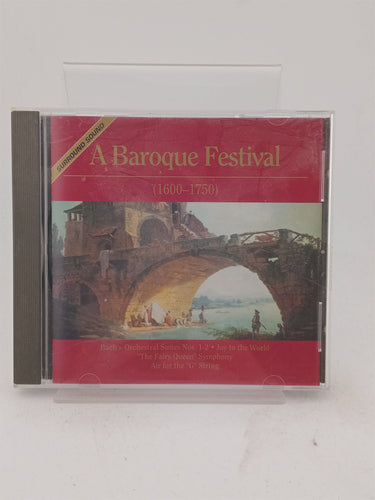 SURROUND SOUND
A Baroque Festival
(1600–1750)
Bach's Orchestral Suites Nos. 1-2 • Joy to the World
"The Fairy Queen" Symphony
Air for the "G" String